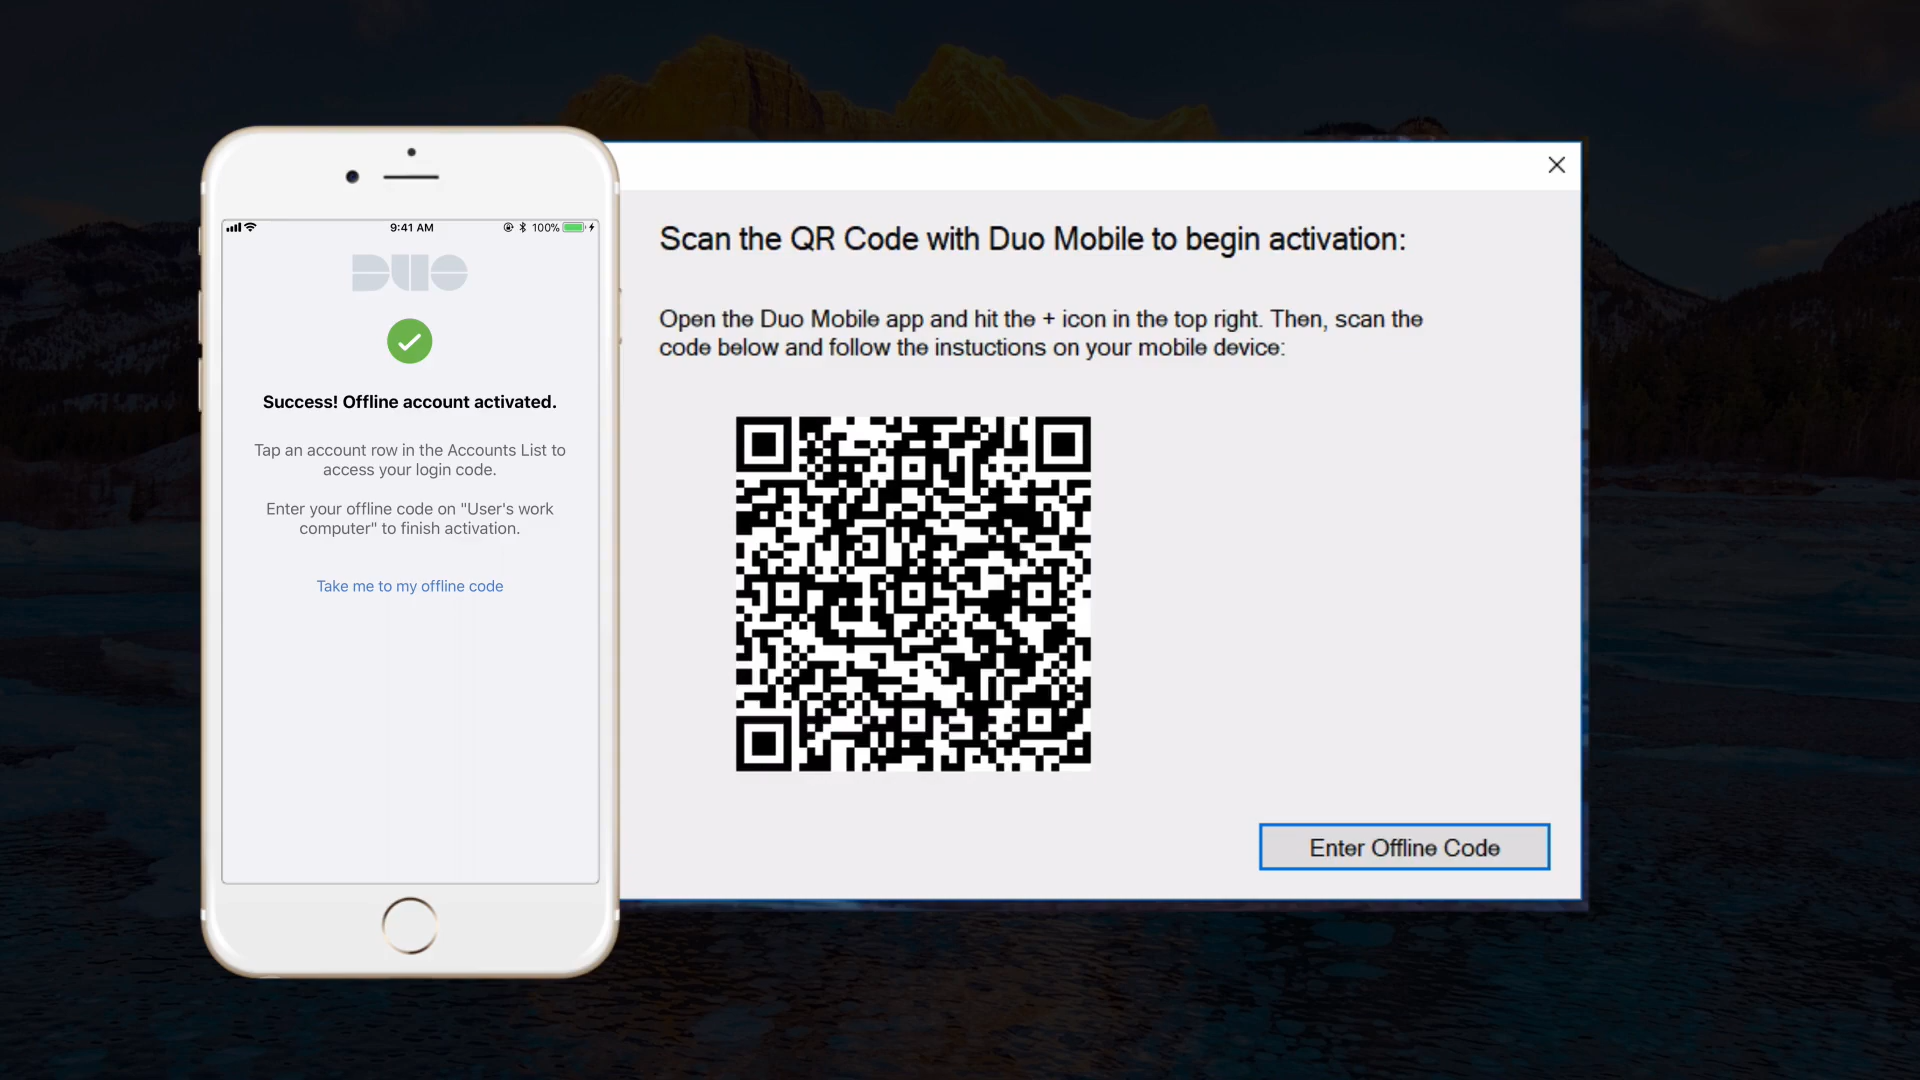 9:41 AM
100%
DUO
Success! Offline account activated.
Tap an account row in the Accounts List to
access your login code.
Enter your offline code on "User's work
computer" to finish activation.
Take me to my offline code
Scan the QR Code with Duo Mobile to begin activation:
Open the Duo Mobile app and hit the + icon in the top right. Then, scan the
code below and follow the instuctions on your mobile device:
Enter Offline Code